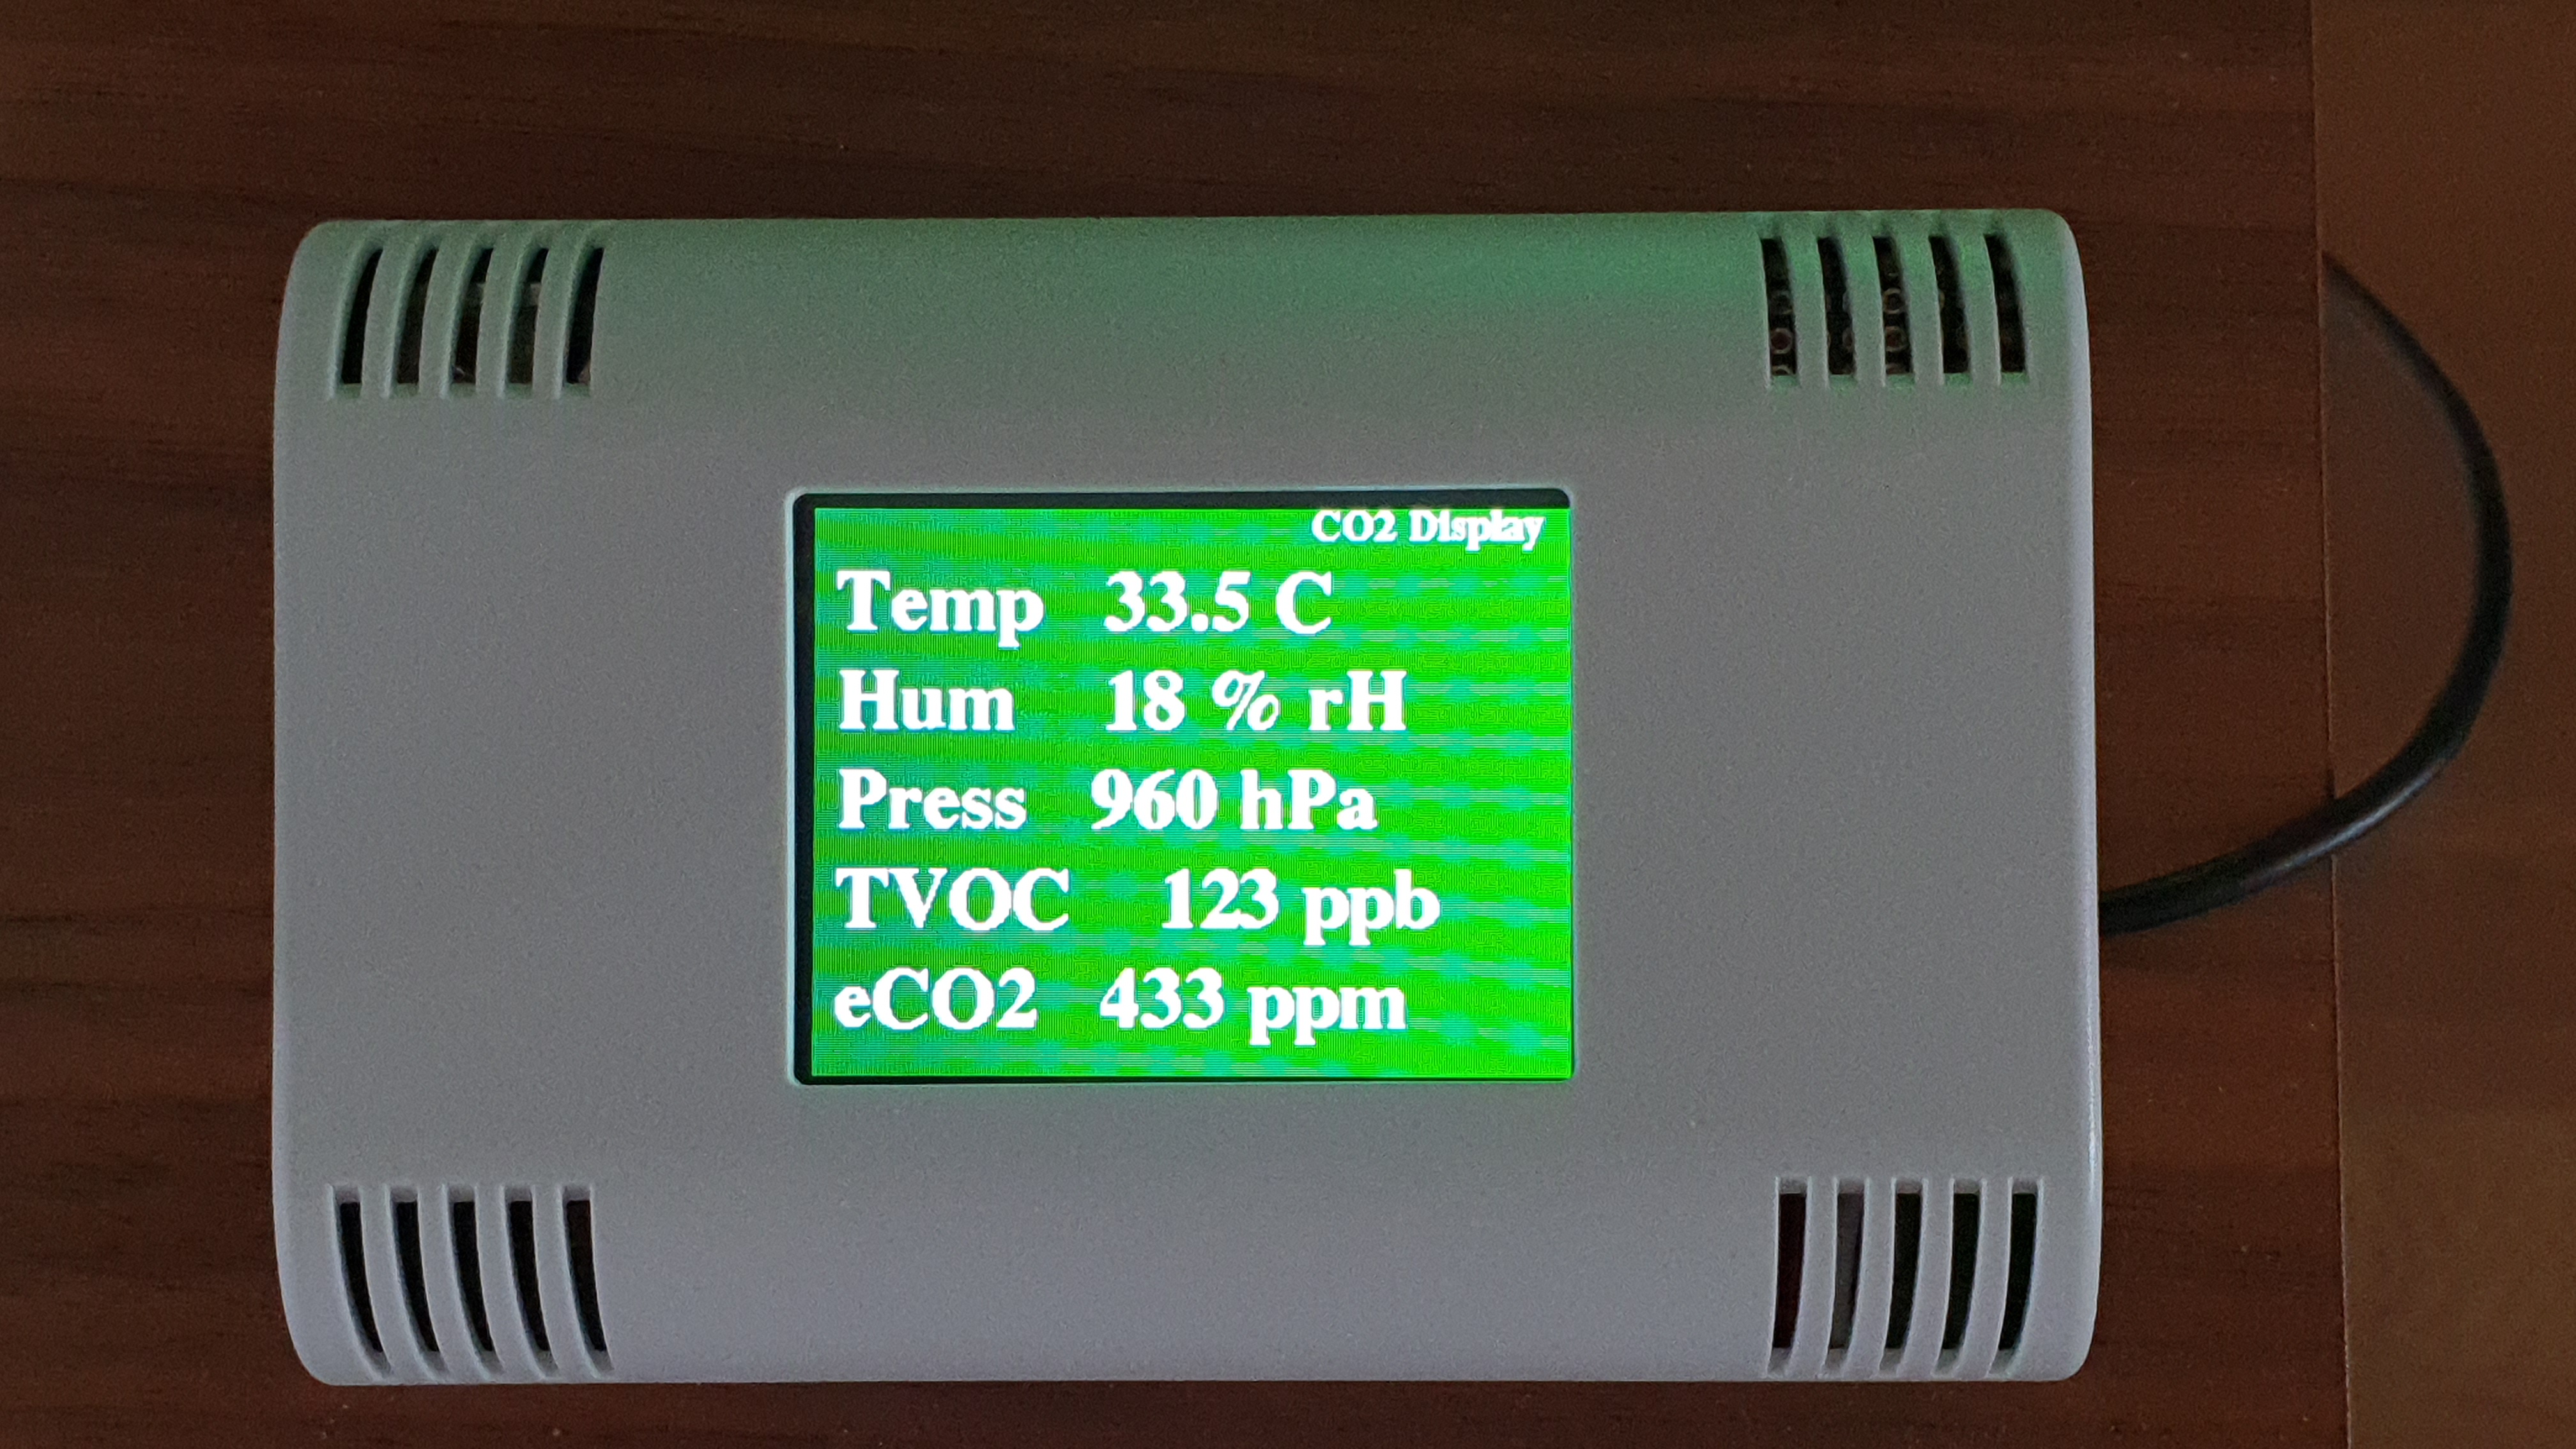 CO2 Display
Temp 33.5 C
Hum 18 % rH
Press 960 hPa
TVOC 123 ppb
eCO2 433 ppm